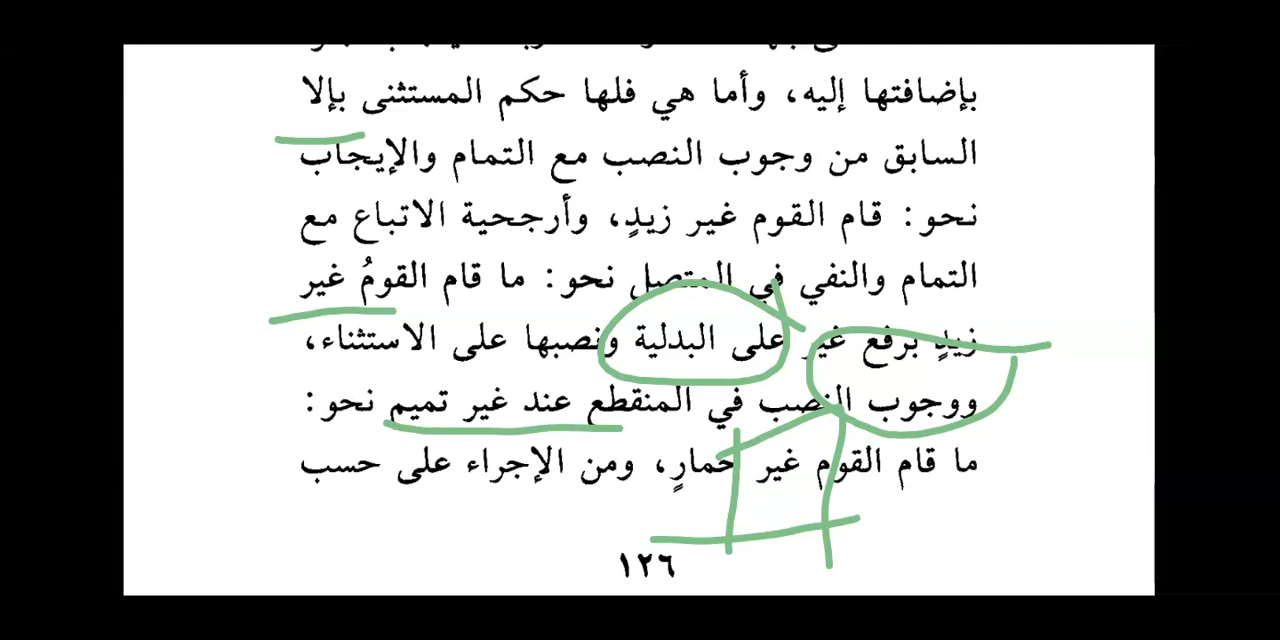 بإضافتها إليه، وأما هي فلها حكم المستثنى بإلا
السابق من وجوب النصب مع التمام والإيجاب
نحو: قام القوم غير زيدٍ، وأرجحية الاتباع مع
التمام والنفي في المتصل نحو: ما قام القومُ غير
زيدٍ برفع غير على البدلية ونصبها على الاستثناء،
ووجوب النصب في المنقطع عند غير تميم نحو:
ما قام القوم غير حمارٍ، ومن الإجراء على حسب
١٢٦